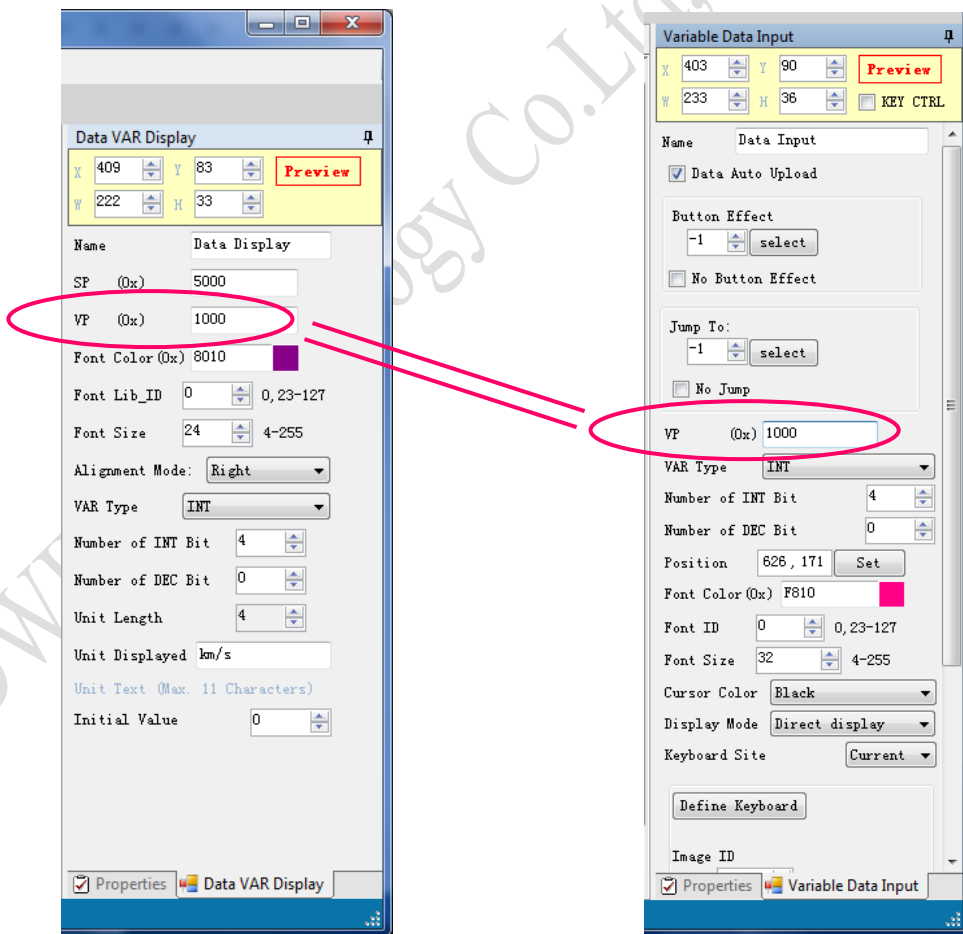 Data VAR Display
X 409 Y 83 Preview
W 222 H 33
Name Data Display
SP (0x) 5000
VP (0x) 1000
Font Color(0x) 8010
Font Lib_ID 0 0,23-127
Font Size 24 4-255
Alignment Mode: Right
VAR Type INT
Number of INT Bit 4
Number of DEC Bit 0
Unit Length 4
Unit Displayed km/s
Unit Text (Max. 11 Characters)
Initial Value 0
Properties Data VAR Display
Variable Data Input
X 403 Y 90 Preview
W 233 H 36 KEY CTRL
Name Data Input
Data Auto Upload
Button Effect
-1 select
No Button Effect
Jump To:
-1 select
No Jump
VP (0x) 1000
VAR Type INT
Number of INT Bit 4
Number of DEC Bit 0
Position 626,171 Set
Font Color(0x) F810
Font ID 0 0,23-127
Font Size 32 4-255
Cursor Color Black
Display Mode Direct display
Keyboard Site Current
Define Keyboard
Image ID
Properties Variable Data Input
ogy Co.Ltd,